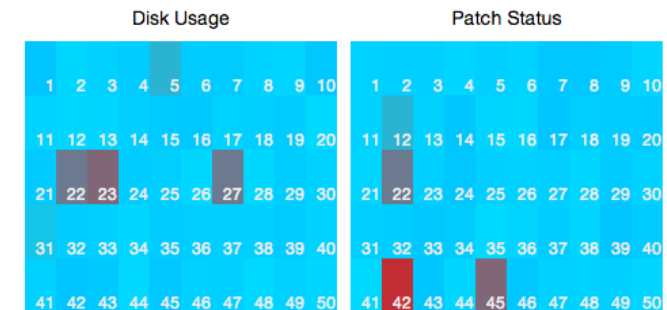 Disk Usage
1 2 3 4 5 6 7 8 9 10
11 12 13 14 15 16 17 18 19 20
21 22 23 24 25 26 27 28 29 30
31 32 33 34 35 36 37 38 39 40
41 42 43 44 45 46 47 48 49 50
Patch Status
1 2 3 4 5 6 7 8 9 10
11 12 13 14 15 16 17 18 19 20
21 22 23 24 25 26 27 28 29 30
31 32 33 34 35 36 37 38 39 40
41 42 43 44 45 46 47 48 49 50